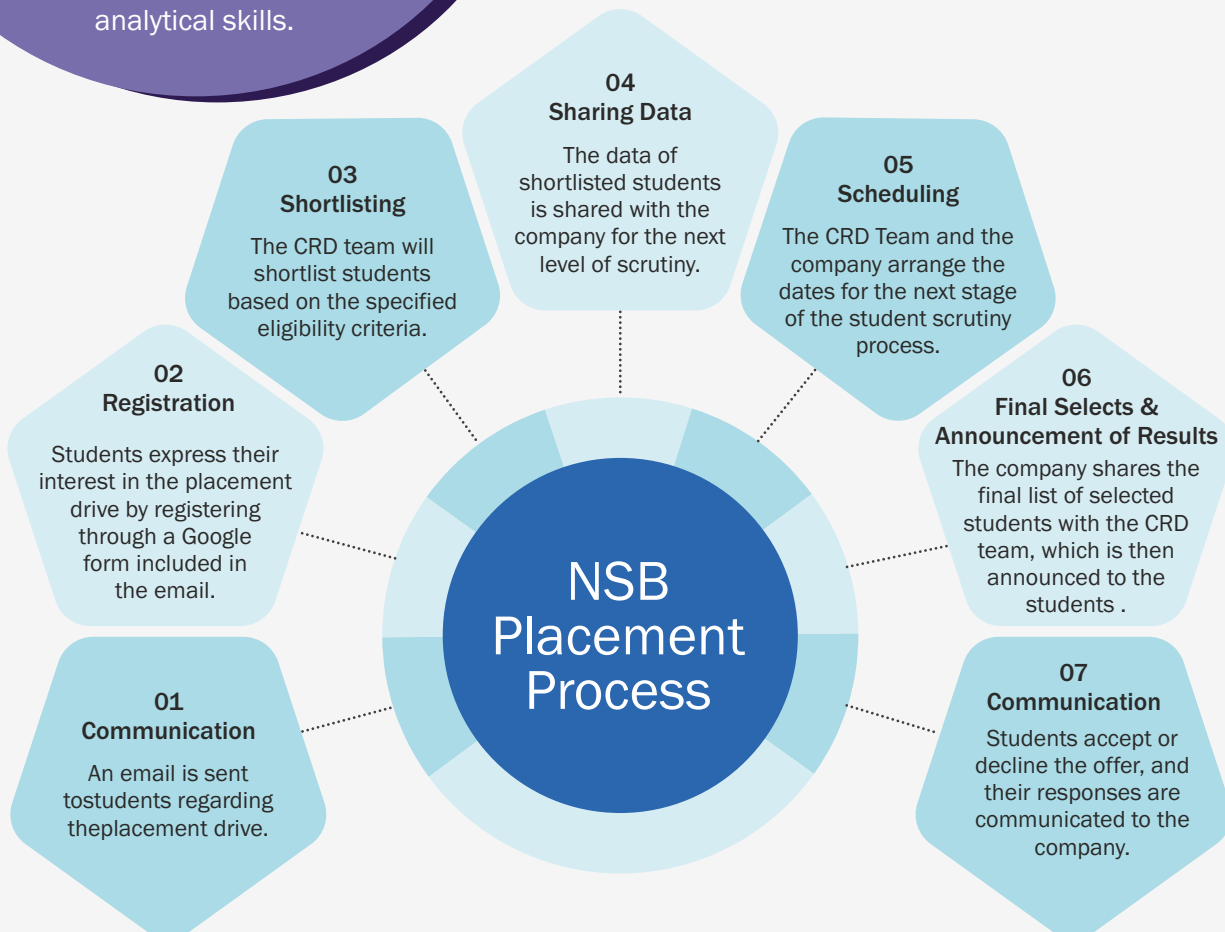 analytical skills.
01
Communication
An email is sent
tostudents regarding
theplacement drive.
02
Registration
Students express their
interest in the placement
drive by registering
through a Google
form included in
the email.
03
Shortlisting
The CRD team will
shortlist students
based on the specified
eligibility criteria.
04
Sharing Data
The data of
shortlisted students
is shared with the
company for the next
level of scrutiny.
05
Scheduling
The CRD Team and the
company arrange the
dates for the next stage
of the student scrutiny
process.
06
Final Selects &
Announcement of Results
The company shares the
final list of selected
students with the CRD
team, which is then
announced to the
students .
07
Communication
Students accept or
decline the offer, and
their responses are
communicated to the
company.
NSB
Placement
Process